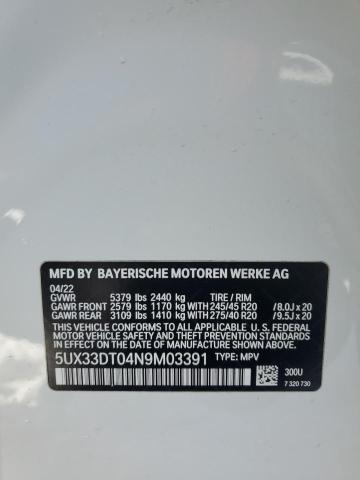 MFD BY BAYERISCHE MOTOREN WERKE AG
04/22
GVWR 5379 lbs 2440 kg TIRE / RIM
GAWR FRONT 2579 lbs 1170 KG WITH 245/45 R20 /8.0J x 20
GAWR REAR 3109 lbs 1410 KG WITH 275/40 R20 /9.5J x 20
THIS VEHICLE CONFORMS TO ALL APPLICABLE U. S. FEDERAL
MOTOR VEHICLE SAFETY STANDARDS IN EFFECT
ON THE DATE OF MANUFACTURE SHOWN ABOVE.
5UX33DT04N9M03391 TYPE: MPV
300U
7 320 730